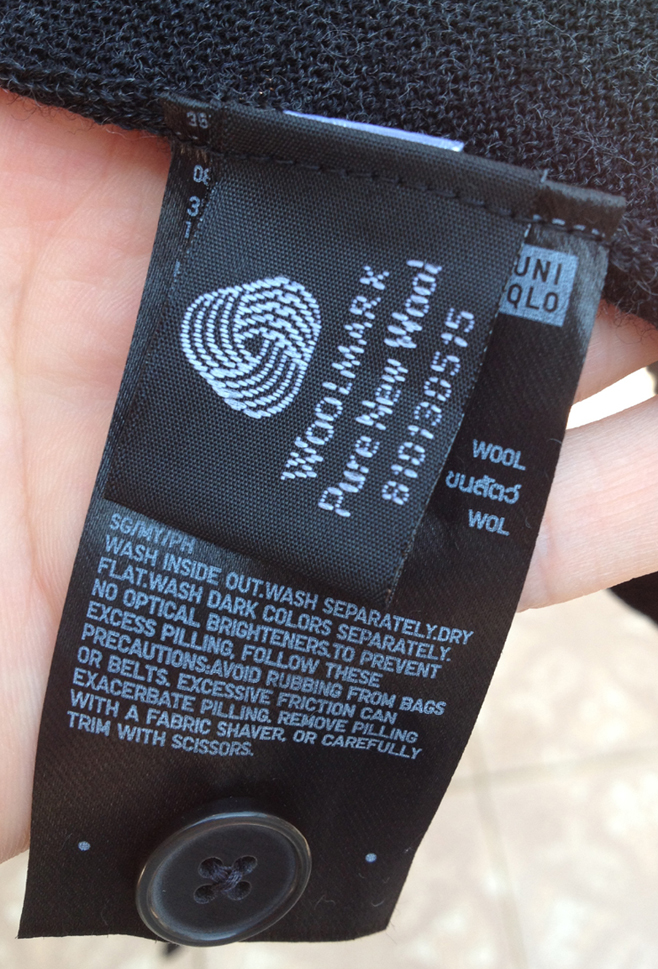 36
3
WOOLMARK
Pure New Wool
810130515
UNI
QLO
WOOL
ขนสัตว์
WOL
SG/MY/PH
WASH INSIDE OUT.WASH SEPARATELY.DRY
FLAT.WASH DARK COLORS SEPARATELY.
NO OPTICAL BRIGHTENERS.TO PREVENT
EXCESS PILLING, FOLLOW THESE
PRECAUTIONS.AVOID RUBBING FROM BAGS
OR BELTS. EXCESSIVE FRICTION CAN
EXACERBATE PILLING. REMOVE PILLING
WITH A FABRIC SHAVER, OR CAREFULLY
TRIM WITH SCISSORS.